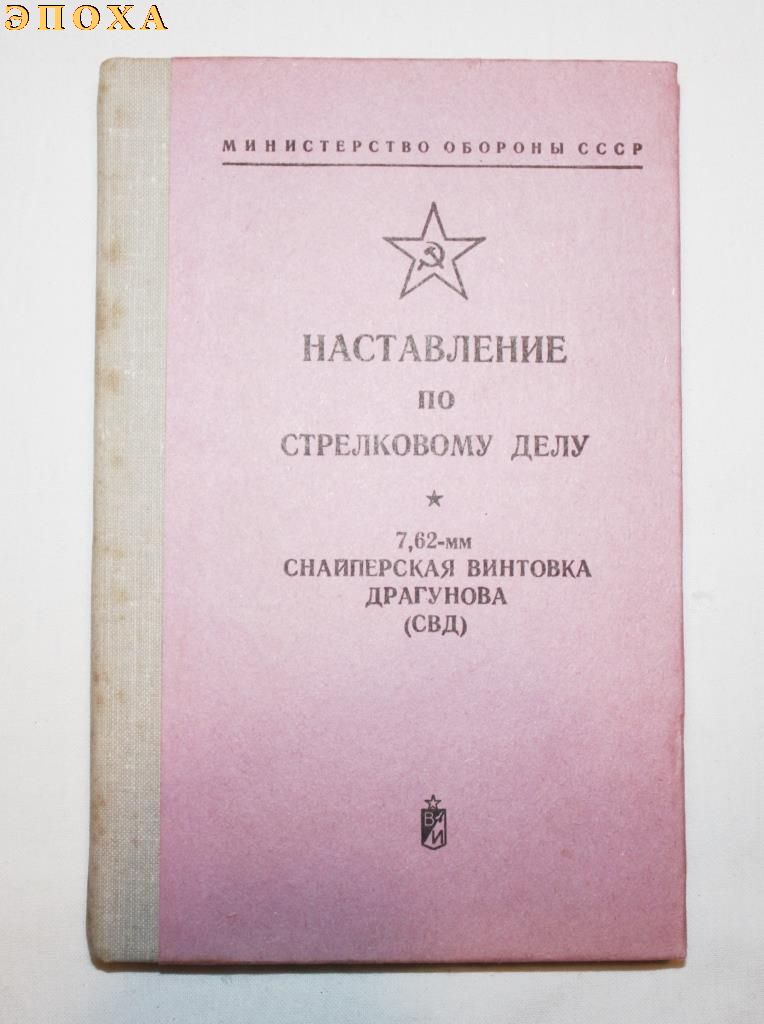 ЭПОХА
МИНИСТЕРСТВО ОБОРОНЫ СССР
НАСТАВЛЕНИЕ
ПО
СТРЕЛКОВОМУ ДЕЛУ
7,62-мм
СНАЙПЕРСКАЯ ВИНТОВКА
ДРАГУНОВА
(СВД)
В
И